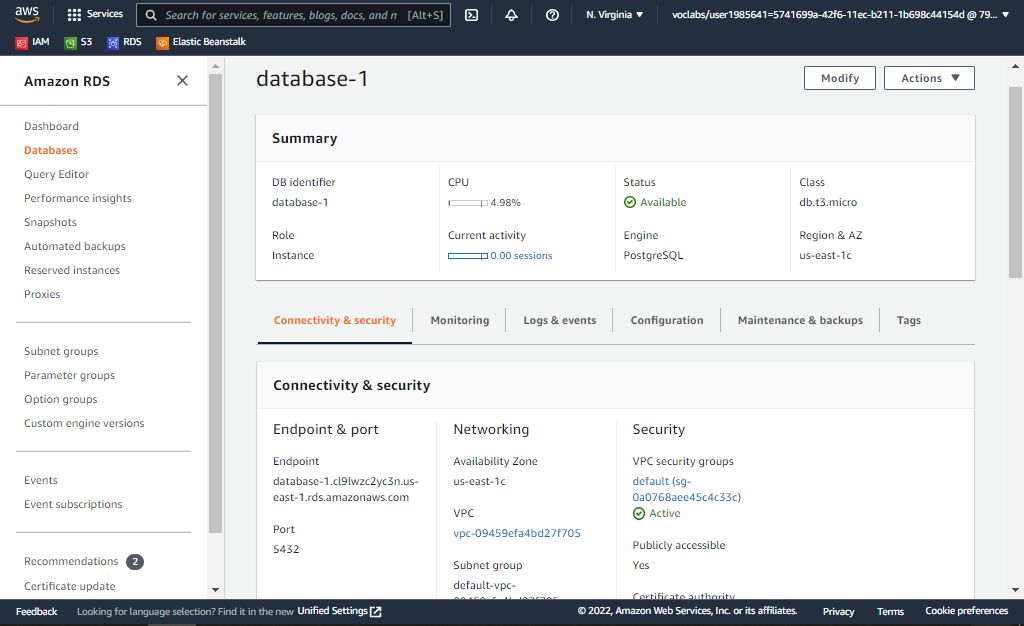 aws
Services
Search for services, features, blogs, docs, and n [Alt+S]
N. Virginia
voclabs/user1985641=5741699a-42f6-11ec-b211-1b698c44154d @ 79...
IAM
S3
RDS
Elastic Beanstalk
Amazon RDS
Dashboard
Databases
Query Editor
Performance insights
Snapshots
Automated backups
Reserved instances
Proxies
Subnet groups
Parameter groups
Option groups
Custom engine versions
Events
Event subscriptions
Recommendations 2
Certificate update
database-1
Modify
Actions
Summary
DB identifier
database-1
CPU
4.98%
Status
Available
Class
db.t3.micro
Role
Instance
Current activity
0.00 sessions
Engine
PostgreSQL
Region & AZ
us-east-1c
Connectivity & security
Monitoring
Logs & events
Configuration
Maintenance & backups
Tags
Connectivity & security
Endpoint & port
Endpoint
database-1.cl9lwzc2yc3n.us-
east-1.rds.amazonaws.com
Port
5432
Networking
Availability Zone
us-east-1c
VPC
vpc-09459efa4bd27f705
Subnet group
default-vpc-
09459efa4bd27f705
Security
VPC security groups
default (sg-
0a0768aee45c4c33c)
Active
Publicly accessible
Yes
Certificate authority
Feedback
Looking for language selection? Find it in the new Unified Settings
© 2022, Amazon Web Services, Inc. or its affiliates.
Privacy
Terms
Cookie preferences